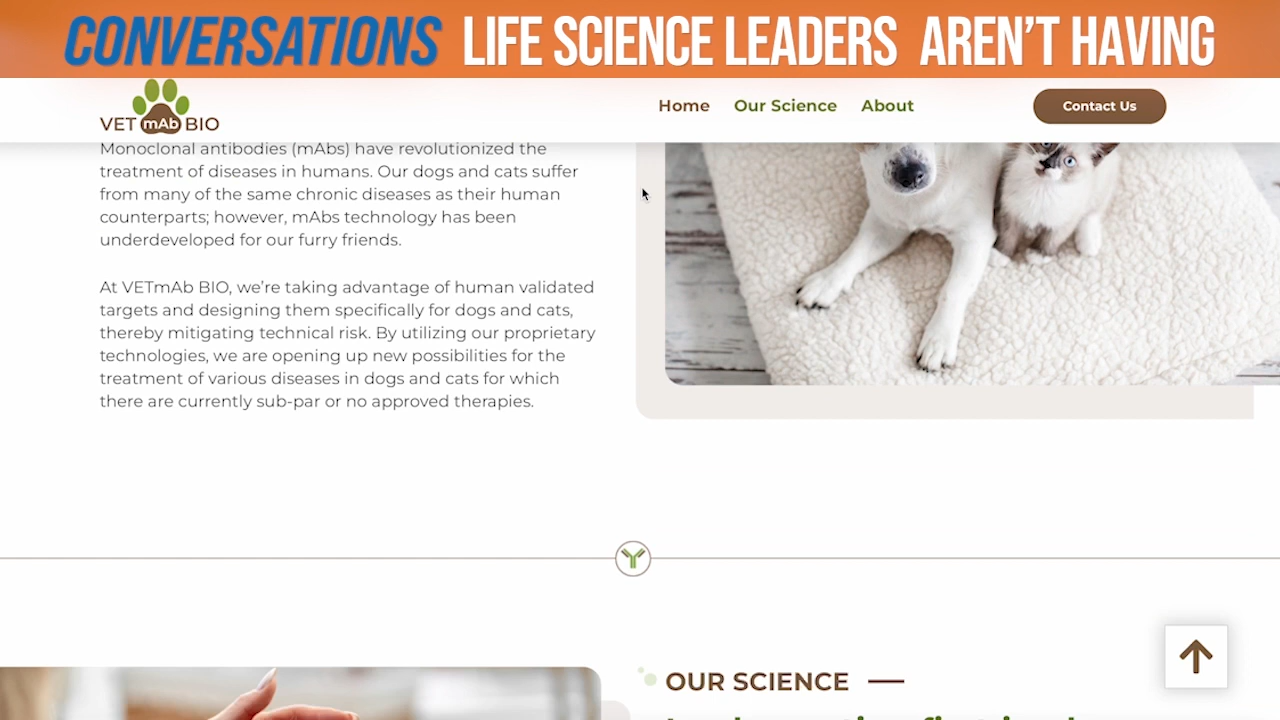 CONVERSATIONS LIFE SCIENCE LEADERS AREN'T HAVING
VET mAb BIO
Home Our Science About
Contact Us
Monoclonal antibodies (mAbs) have revolutionized the
treatment of diseases in humans. Our dogs and cats suffer
from many of the same chronic diseases as their human
counterparts; however, mAbs technology has been
underdeveloped for our furry friends.
At VETmAb BIO, we're taking advantage of human validated
targets and designing them specifically for dogs and cats,
thereby mitigating technical risk. By utilizing our proprietary
technologies, we are opening up new possibilities for the
treatment of various diseases in dogs and cats for which
there are currently sub-par or no approved therapies.
OUR SCIENCE